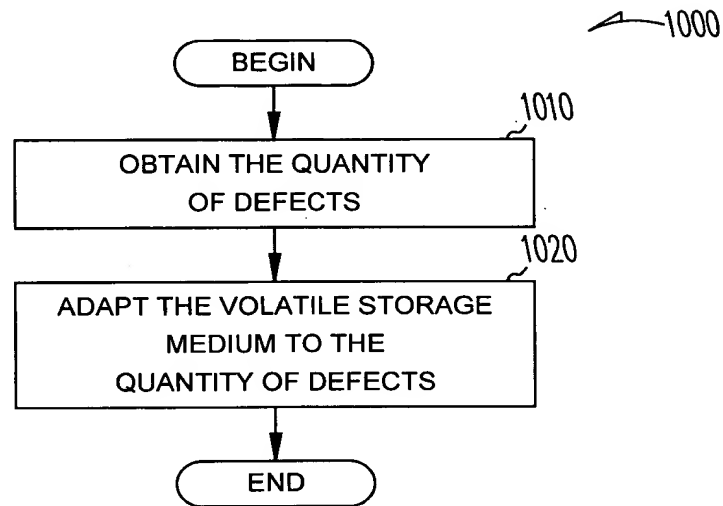 1000
BEGIN
1010
OBTAIN THE QUANTITY
OF DEFECTS
1020
ADAPT THE VOLATILE STORAGE
MEDIUM TO THE
QUANTITY OF DEFECTS
END